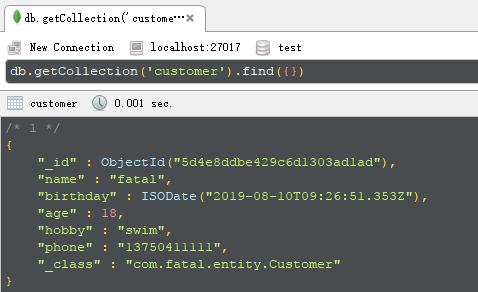 db.getCollection('custome…
New Connection localhost:27017 test
db.getCollection('customer').find({})
customer 0.001 sec.
/* 1 */
{
    "_id" : ObjectId("5d4e8ddbe429c6d1303ad1ad"),
    "name" : "fatal",
    "birthday" : ISODate("2019-08-10T09:26:51.353Z"),
    "age" : 18,
    "hobby" : "swim",
    "phone" : "13750411111",
    "_class" : "com.fatal.entity.Customer"
}